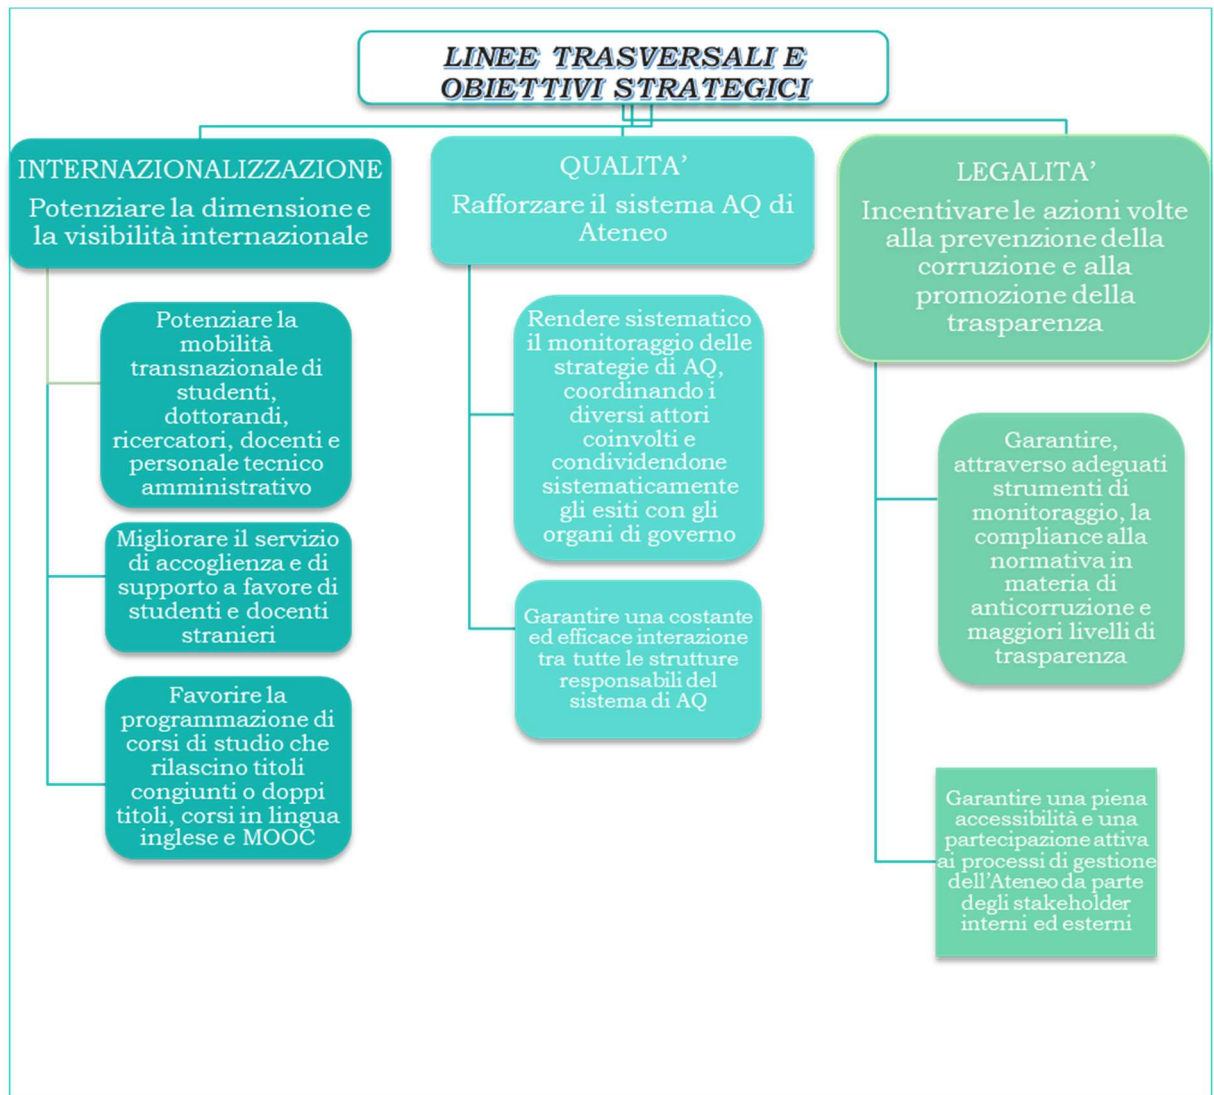 LINEE TRASVERSALI E
OBIETTIVI STRATEGICI
INTERNAZIONALIZZAZIONE
Potenziare la dimensione e
la visibilità internazionale
Potenziare la
mobilità
transnazionale di
studenti,
dottorandi,
ricercatori, docenti e
personale tecnico
amministrativo
Migliorare il servizio
di accoglienza e di
supporto a favore di
studenti e docenti
stranieri
Favorire la
programmazione di
corsi di studio che
rilascino titoli
congiunti o doppi
titoli, corsi in lingua
inglese e MOOC
QUALITA’
Rafforzare il sistema AQ di
Ateneo
Rendere sistematico
il monitoraggio delle
strategie di AQ,
coordinando i
diversi attori
coinvolti e
condividendone
sistematicamente
gli esiti con gli
organi di governo
Garantire una costante
ed efficace interazione
tra tutte le strutture
responsabili del
sistema di AQ
LEGALITA’
Incentivare le azioni volte
alla prevenzione della
corruzione e alla
promozione della
trasparenza
Garantire,
attraverso adeguati
strumenti di
monitoraggio, la
compliance alla
normativa in
materia di
anticorruzione e
maggiori livelli di
trasparenza
Garantire una piena
accessibilità e una
partecipazione attiva
ai processi di gestione
dell’Ateneo da parte
degli stakeholder
interni ed esterni